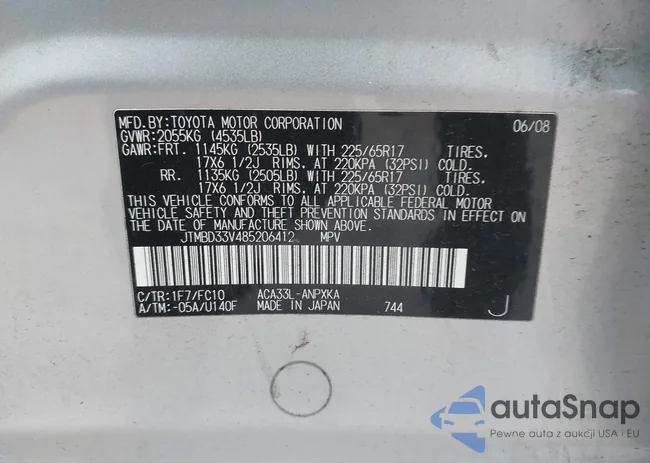 MFD.BY:TOYOTA MOTOR CORPORATION 06/08
GVWR:2055KG (4535LB)
GAWR:FRT. 1145KG (2535LB) WITH 225/65R17 TIRES.
17X6 1/2J RIMS. AT 220KPA (32PSI) COLD.
RR. 1135KG (2505LB) WITH 225/65R17 TIRES.
17X6 1/2J RIMS. AT 220KPA (32PSI) COLD.
THIS VEHICLE CONFORMS TO ALL APPLICABLE FEDERAL MOTOR
VEHICLE SAFETY AND THEFT PREVENTION STANDARDS IN EFFECT ON
THE DATE OF MANUFACTURE SHOWN ABOVE.
JTMBD33V485206412 MPV
C/TR:1F7/FC10 ACA33L-ANPXKA
A/TM:-05A/U140F MADE IN JAPAN 744 J
autaSnap
Pewne auta z aukcji USA i EU